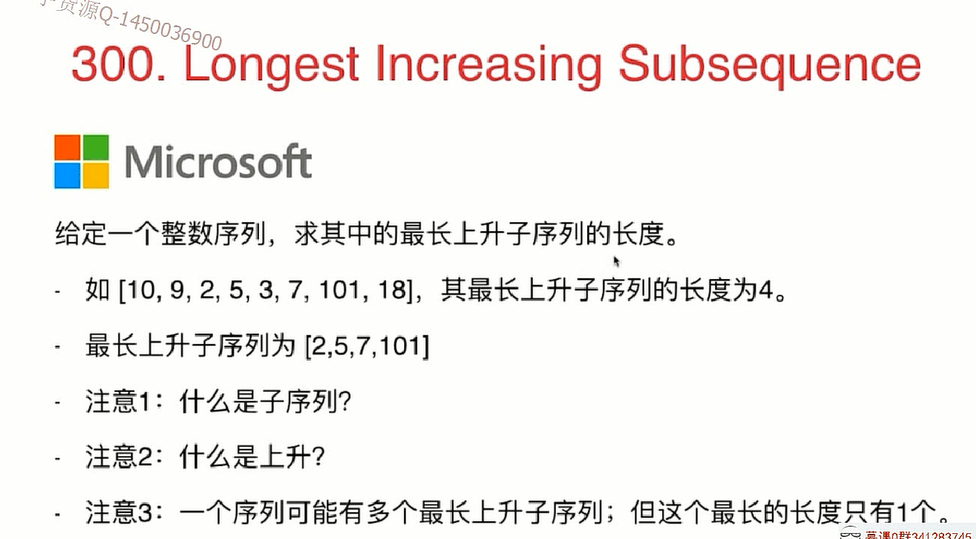 学资源Q-1450036900
300. Longest Increasing Subsequence
Microsoft
给定一个整数序列，求其中的最长上升子序列的长度。
- 如 [10, 9, 2, 5, 3, 7, 101, 18]，其最长上升子序列的长度为4。
- 最长上升子序列为 [2,5,7,101]
- 注意1：什么是子序列？
- 注意2：什么是上升？
- 注意3：一个序列可能有多个最长上升子序列；但这个最长的长度只有1个。
慕课Q群341283745